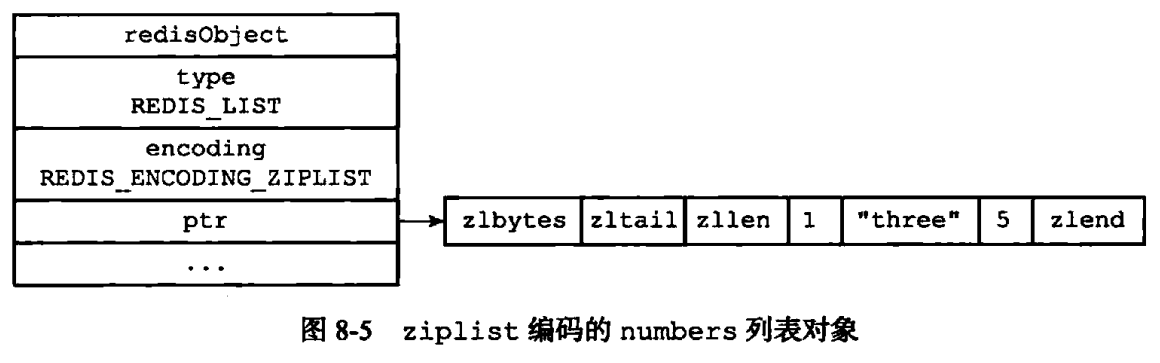 redisObject
type
REDIS_LIST
encoding
REDIS_ENCODING_ZIPLIST
ptr
zlbytes zltail zllen 1 "three" 5 zlend
...
图 8-5 ziplist 编码的 numbers 列表对象